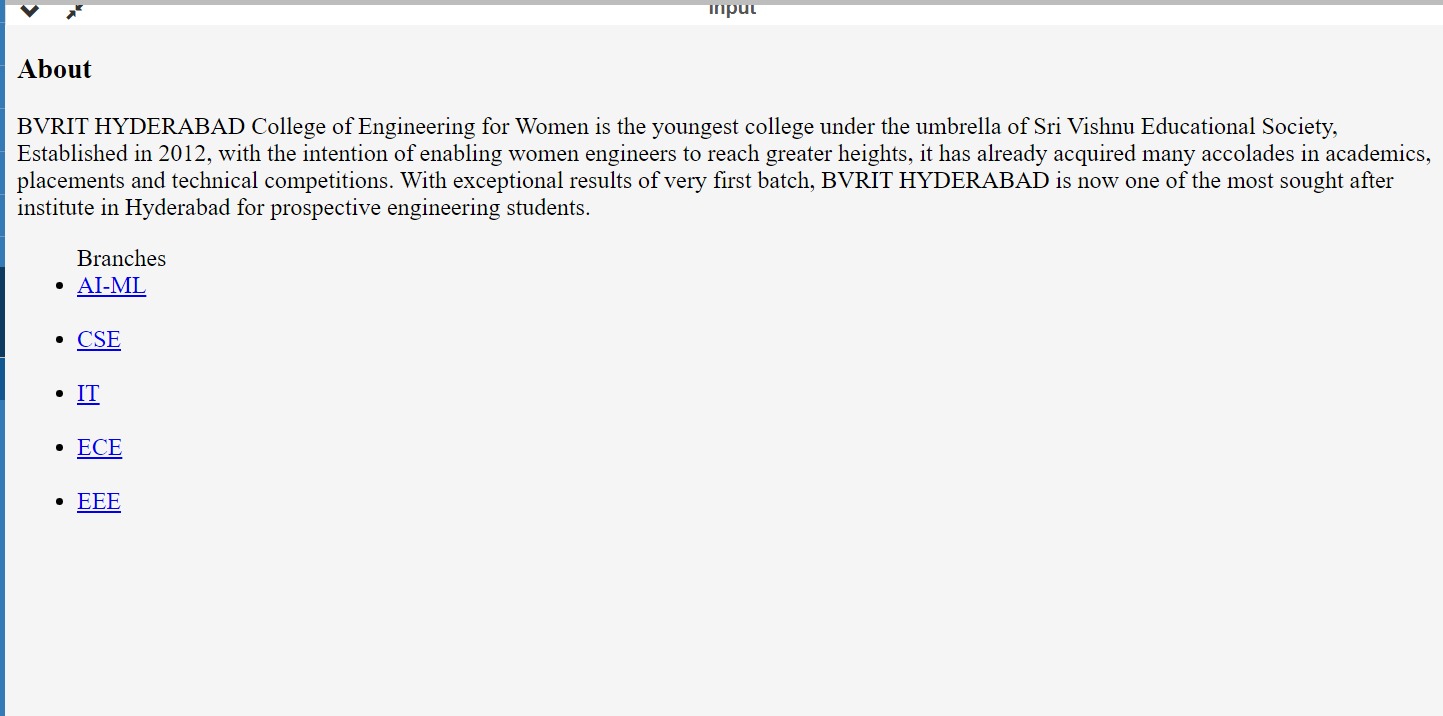 input
About
BVRIT HYDERABAD College of Engineering for Women is the youngest college under the umbrella of Sri Vishnu Educational Society,
Established in 2012, with the intention of enabling women engineers to reach greater heights, it has already acquired many accolades in academics,
placements and technical competitions. With exceptional results of very first batch, BVRIT HYDERABAD is now one of the most sought after
institute in Hyderabad for prospective engineering students.
Branches
AI-ML
CSE
IT
ECE
EEE